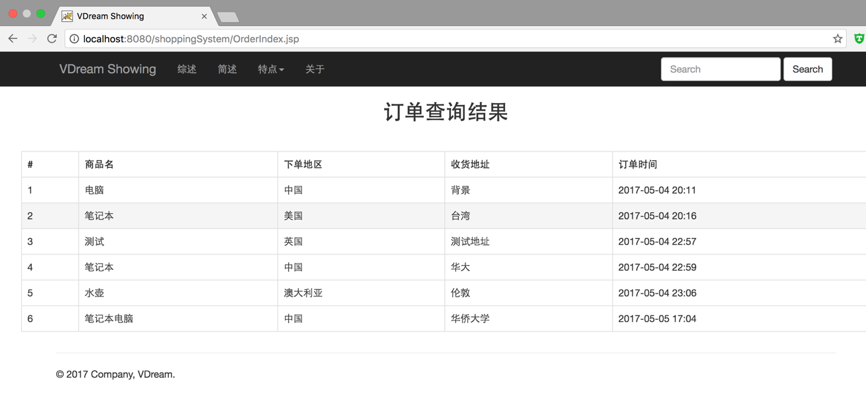 VDream Showing
localhost:8080/shoppingSystem/OrderIndex.jsp
VDream Showing 综述 简述 特点 关于 Search Search
订单查询结果
# 商品名 下单地区 收货地址 订单时间
1 电脑 中国 背景 2017-05-04 20:11
2 笔记本 美国 台湾 2017-05-04 20:16
3 测试 英国 测试地址 2017-05-04 22:57
4 笔记本 中国 华大 2017-05-04 22:59
5 水壶 澳大利亚 伦敦 2017-05-04 23:06
6 笔记本电脑 中国 华侨大学 2017-05-05 17:04
© 2017 Company, VDream.